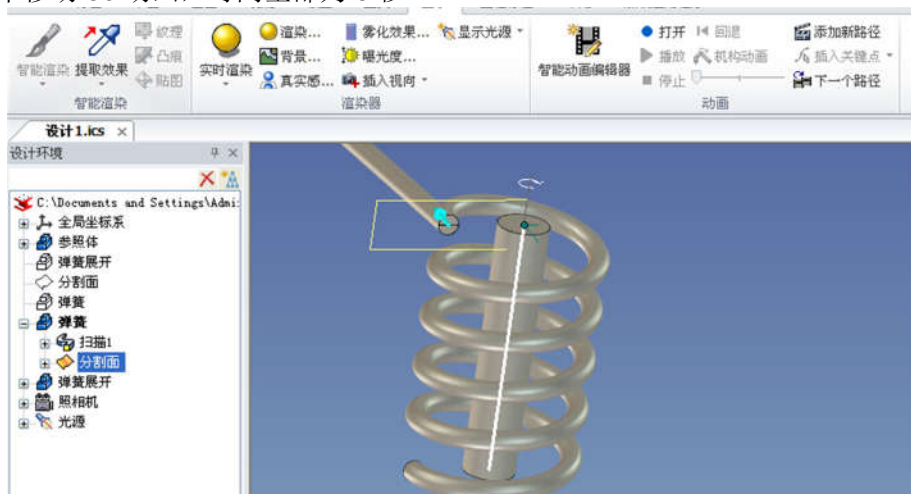 纹理 渲染... 雾化效果... 显示光源 打开 回退 添加新路径
智能渲染 提取效果 凸痕 实时渲染 背景... 曝光度... 智能动画编辑器 播放 机构动画 插入关键点
贴图 真实感... 插入视向 停止 下一个路径
智能渲染 渲染器 动画
设计1.ics ×
设计环境
C:\Documents and Settings\Admi
全局坐标系
参照体
弹簧展开
分割面
弹簧
弹簧
扫描1
分割面
弹簧展开
照相机
光源